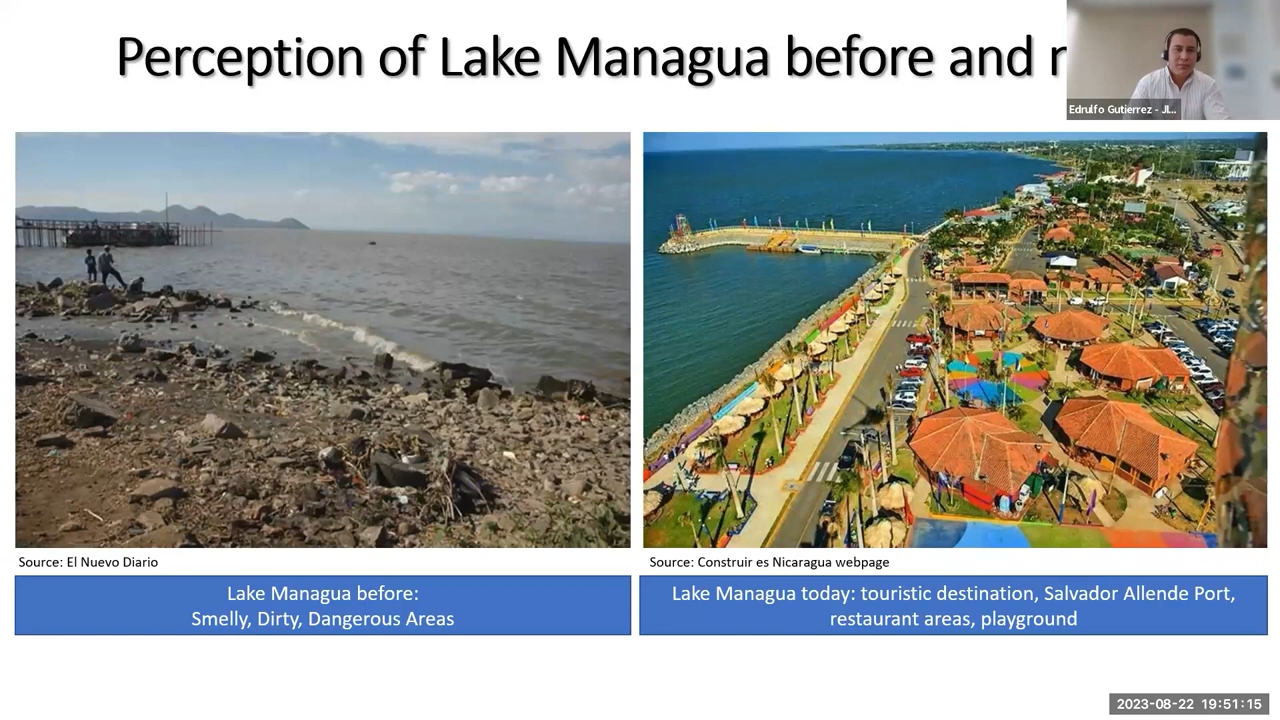 Perception of Lake Managua before and
Edrulfo Gutierrez - JI...
Source: El Nuevo Diario
Source: Construir es Nicaragua webpage
Lake Managua before:
Smelly, Dirty, Dangerous Areas
Lake Managua today: touristic destination, Salvador Allende Port,
restaurant areas, playground
2023-08-22 19:51:15